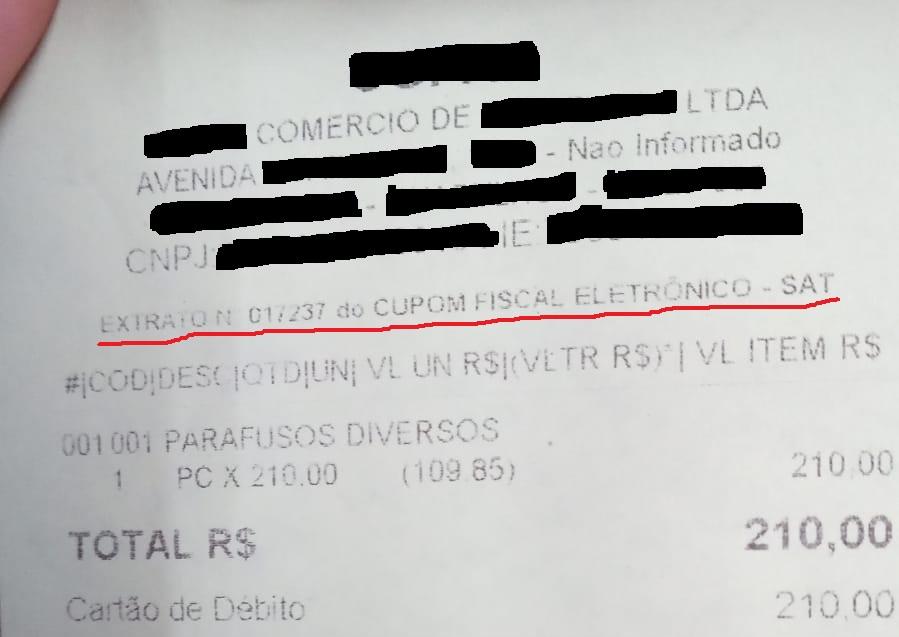 COMERCIO DE LTDA
AVENIDA - Nao Informado
- -
CNPJ: IE:
EXTRATO N. 017237 do CUPOM FISCAL ELETRÔNICO - SAT
#|COD|DESC|QTD|UN| VL UN R$|(VLTR R$)*| VL ITEM R$
001 001 PARAFUSOS DIVERSOS
1 PC X 210.00 (109.85) 210,00
TOTAL R$ 210,00
Cartão de Débito 210,00